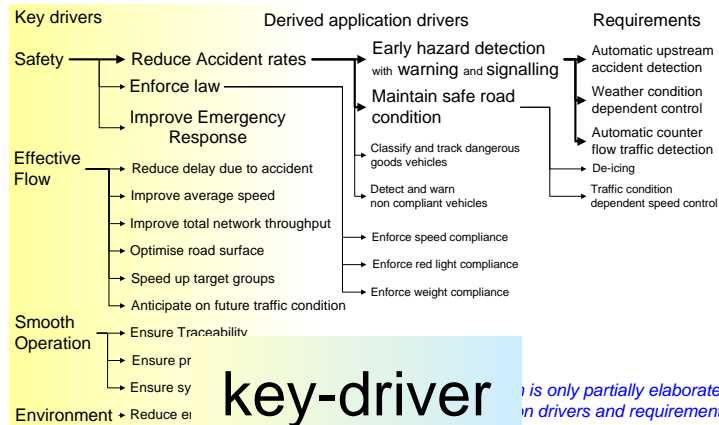 Key drivers
Derived application drivers
Requirements
Safety
Reduce Accident rates
Enforce law
Improve Emergency
Response
Early hazard detection
with warning and signalling
Maintain safe road
condition
Classify and track dangerous
goods vehicles
Detect and warn
non compliant vehicles
Enforce speed compliance
Enforce red light compliance
Enforce weight compliance
Automatic upstream
accident detection
Weather condition
dependent control
Automatic counter
flow traffic detection
De-icing
Traffic condition
dependent speed control
Effective
Flow
Reduce delay due to accident
Improve average speed
Improve total network throughput
Optimise road surface
Speed up target groups
Anticipate on future traffic condition
Smooth
Operation
Ensure Traceability
Ensure
Ensure
Environment
Reduce
key-driver
is only partially elaborate
drivers and requirement